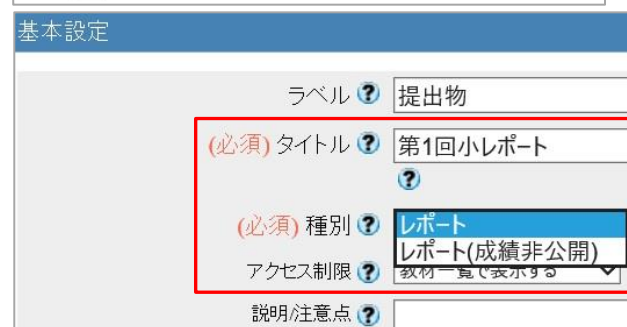 基本設定
ラベル 提出物
(必須) タイトル 第1回小レポート
(必須) 種別 レポート
レポート(成績非公開)
アクセス制限 教材一覧で表示する
説明/注意点